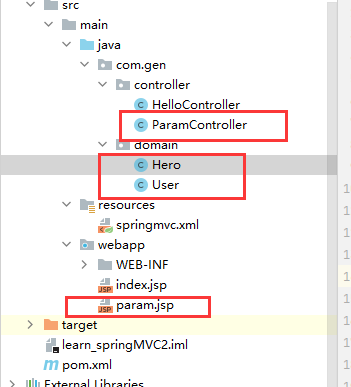 src
main
java
com.gen
controller
HelloController
ParamController
domain
Hero
User
resources
springmvc.xml
webapp
WEB-INF
index.jsp
param.jsp
target
learn_springMVC2.iml
pom.xml
External Libraries